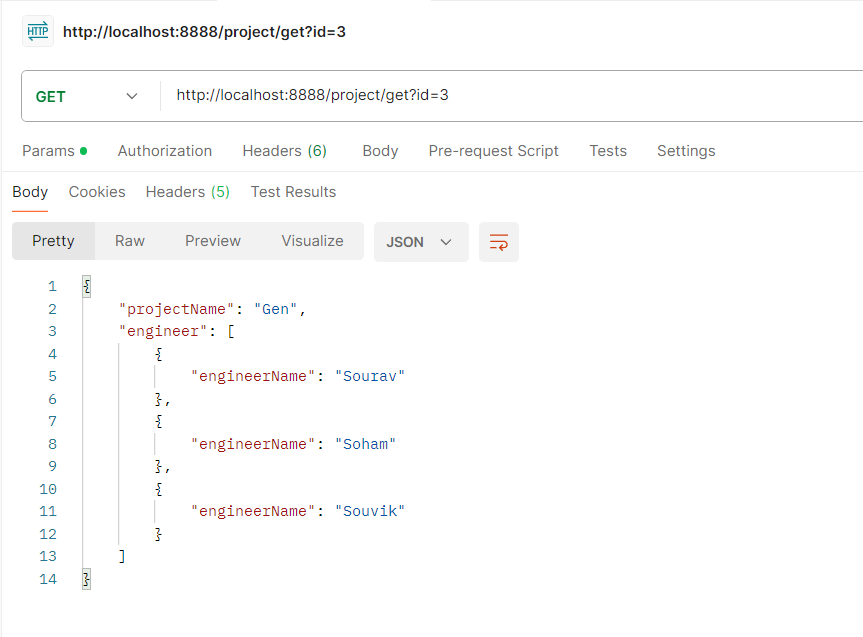 HTTP http://localhost:8888/project/get?id=3
GET http://localhost:8888/project/get?id=3
Params Authorization Headers (6) Body Pre-request Script Tests Settings
Body Cookies Headers (5) Test Results
Pretty Raw Preview Visualize JSON
1 {
2 "projectName": "Gen",
3 "engineer": [
4 {
5 "engineerName": "Sourav"
6 },
7 {
8 "engineerName": "Soham"
9 },
10 {
11 "engineerName": "Souvik"
12 }
13 ]
14 }